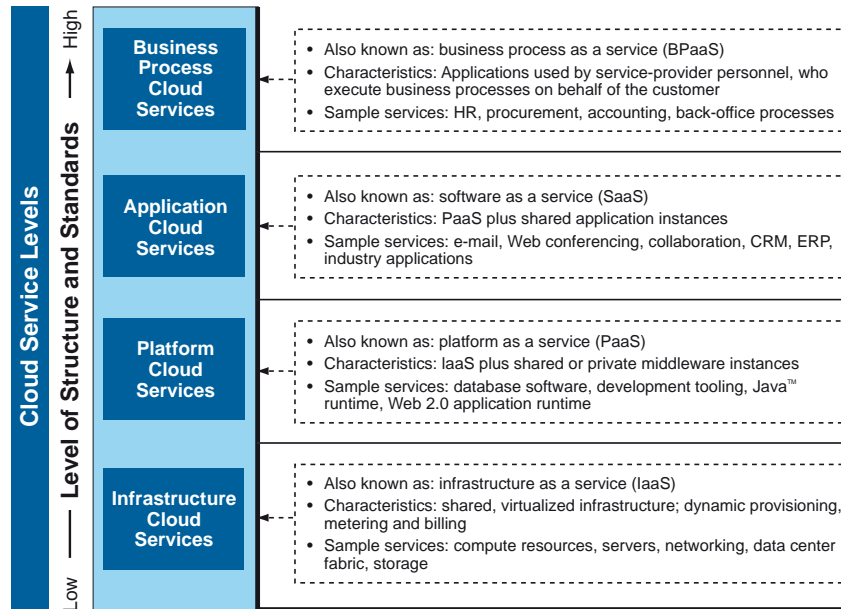 Cloud Service Levels
Low
Level of Structure and Standards
High
Business
Process
Cloud
Services
• Also known as: business process as a service (BPaaS)
• Characteristics: Applications used by service-provider personnel, who
execute business processes on behalf of the customer
• Sample services: HR, procurement, accounting, back-office processes
Application
Cloud
Services
• Also known as: software as a service (SaaS)
• Characteristics: PaaS plus shared application instances
• Sample services: e-mail, Web conferencing, collaboration, CRM, ERP,
industry applications
Platform
Cloud
Services
• Also known as: platform as a service (PaaS)
• Characteristics: IaaS plus shared or private middleware instances
• Sample services: database software, development tooling, Java™
runtime, Web 2.0 application runtime
Infrastructure
Cloud
Services
• Also known as: infrastructure as a service (IaaS)
• Characteristics: shared, virtualized infrastructure; dynamic provisioning,
metering and billing
• Sample services: compute resources, servers, networking, data center
fabric, storage